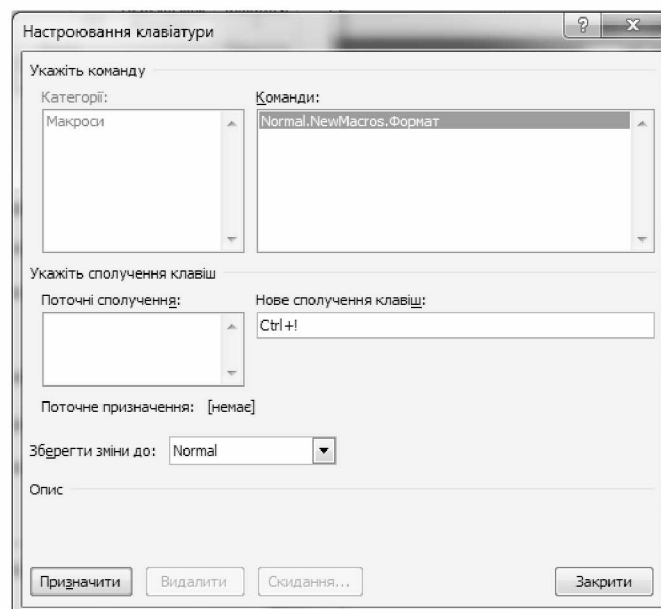 Настроювання клавіатури
Укажіть команду
Категорії:
Команди:
Макроси
Normal.NewMacros.Формат
Укажіть сполучення клавіш
Поточні сполучення:
Нове сполучення клавіш:
Ctrl+!
Поточне призначення: [немає]
Зберегти зміни до: Normal
Опис
Призначити
Видалити
Скидання...
Закрити